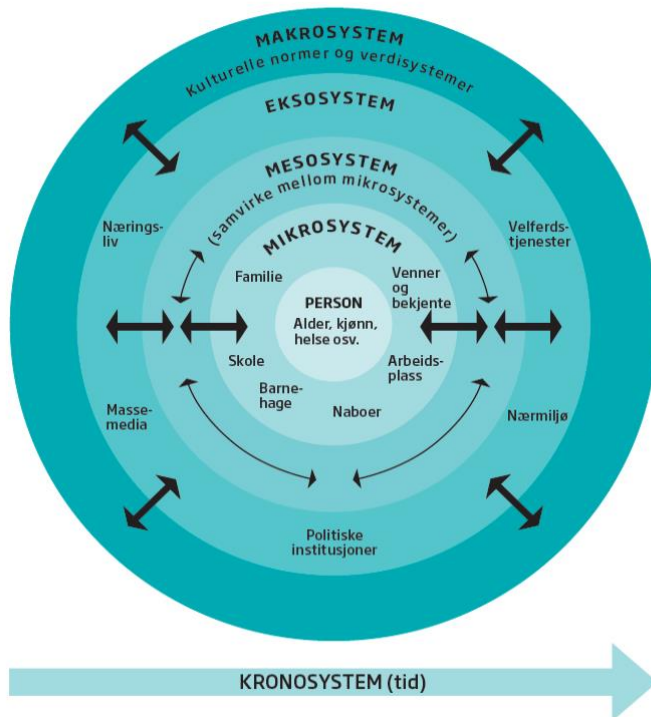 MAKROSYSTEM
Kulturelle normer og verdisystemer
EKSOSYSTEM
MESOSYSTEM
(samvirke mellom mikrosystemer)
MIKROSYSTEM
Nærings-
liv
Velferds-
tjenester
Familie
Venner
og
bekjente
PERSON
Alder, kjønn,
helse osv.
Skole
Barne-
hage
Naboer
Arbeids-
plass
Masse-
media
Nærmiljø
Politiske
institusjoner
KRONOSYSTEM (tid)